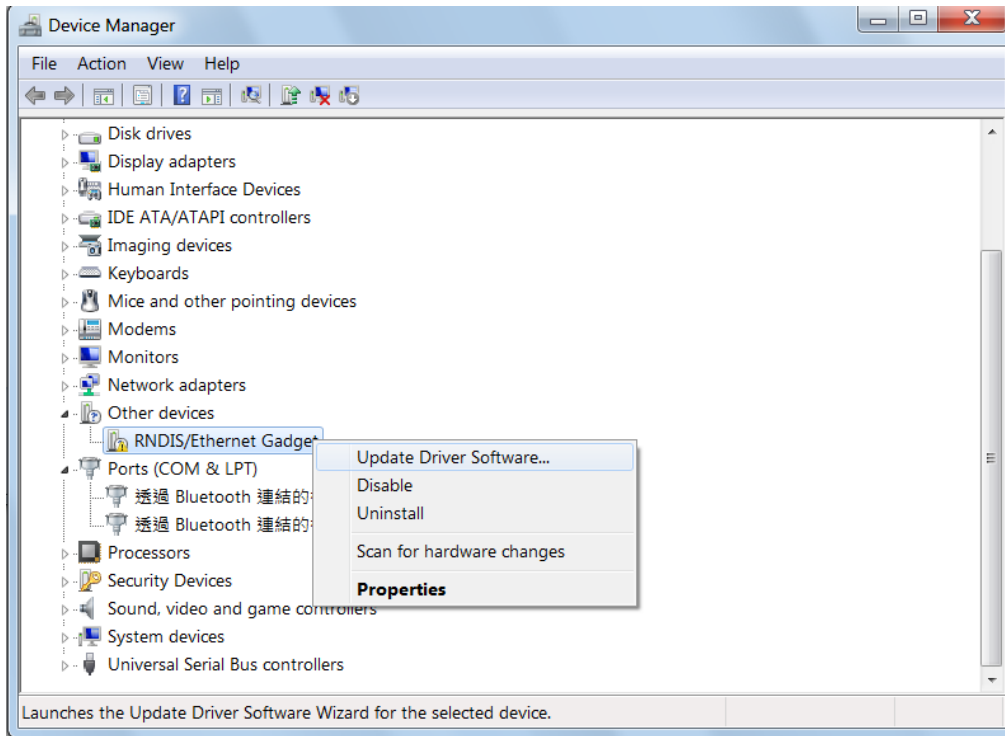 Device Manager
File Action View Help
Disk drives
Display adapters
Human Interface Devices
IDE ATA/ATAPI controllers
Imaging devices
Keyboards
Mice and other pointing devices
Modems
Monitors
Network adapters
Other devices
RNDIS/Ethernet Gadget
Update Driver Software...
Ports (COM & LPT)
Disable
透過 Bluetooth 連結的
Uninstall
透過 Bluetooth 連結的
Processors
Scan for hardware changes
Security Devices
Properties
Sound, video and game controllers
System devices
Universal Serial Bus controllers
Launches the Update Driver Software Wizard for the selected device.